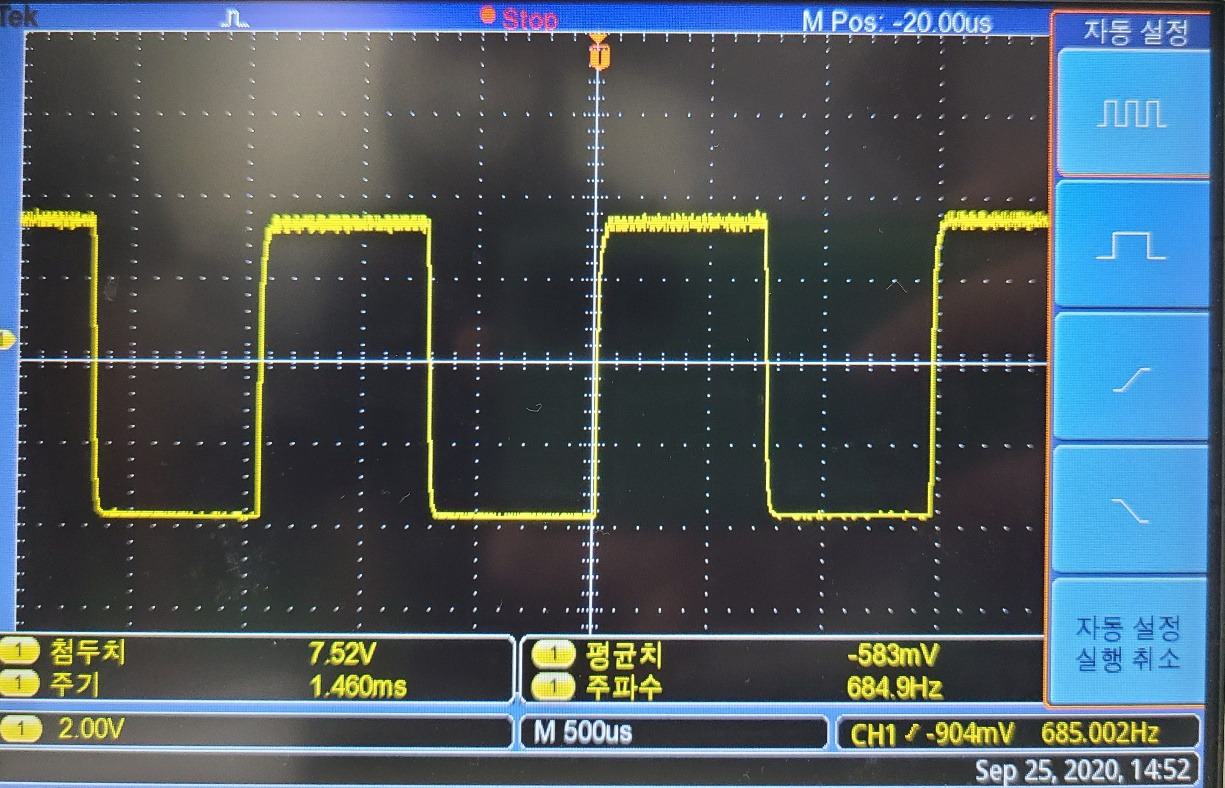 Tek
Stop
M Pos: -20.00us
자동 설정
T
1
자동 설정
실행 취소
1 첨두치 7.52V
1 주기 1.460ms
1 평균치 -583mV
1 주파수 684.9Hz
1 2.00V
M 500us
CH1 -904mV 685.002Hz
Sep 25, 2020, 14:52